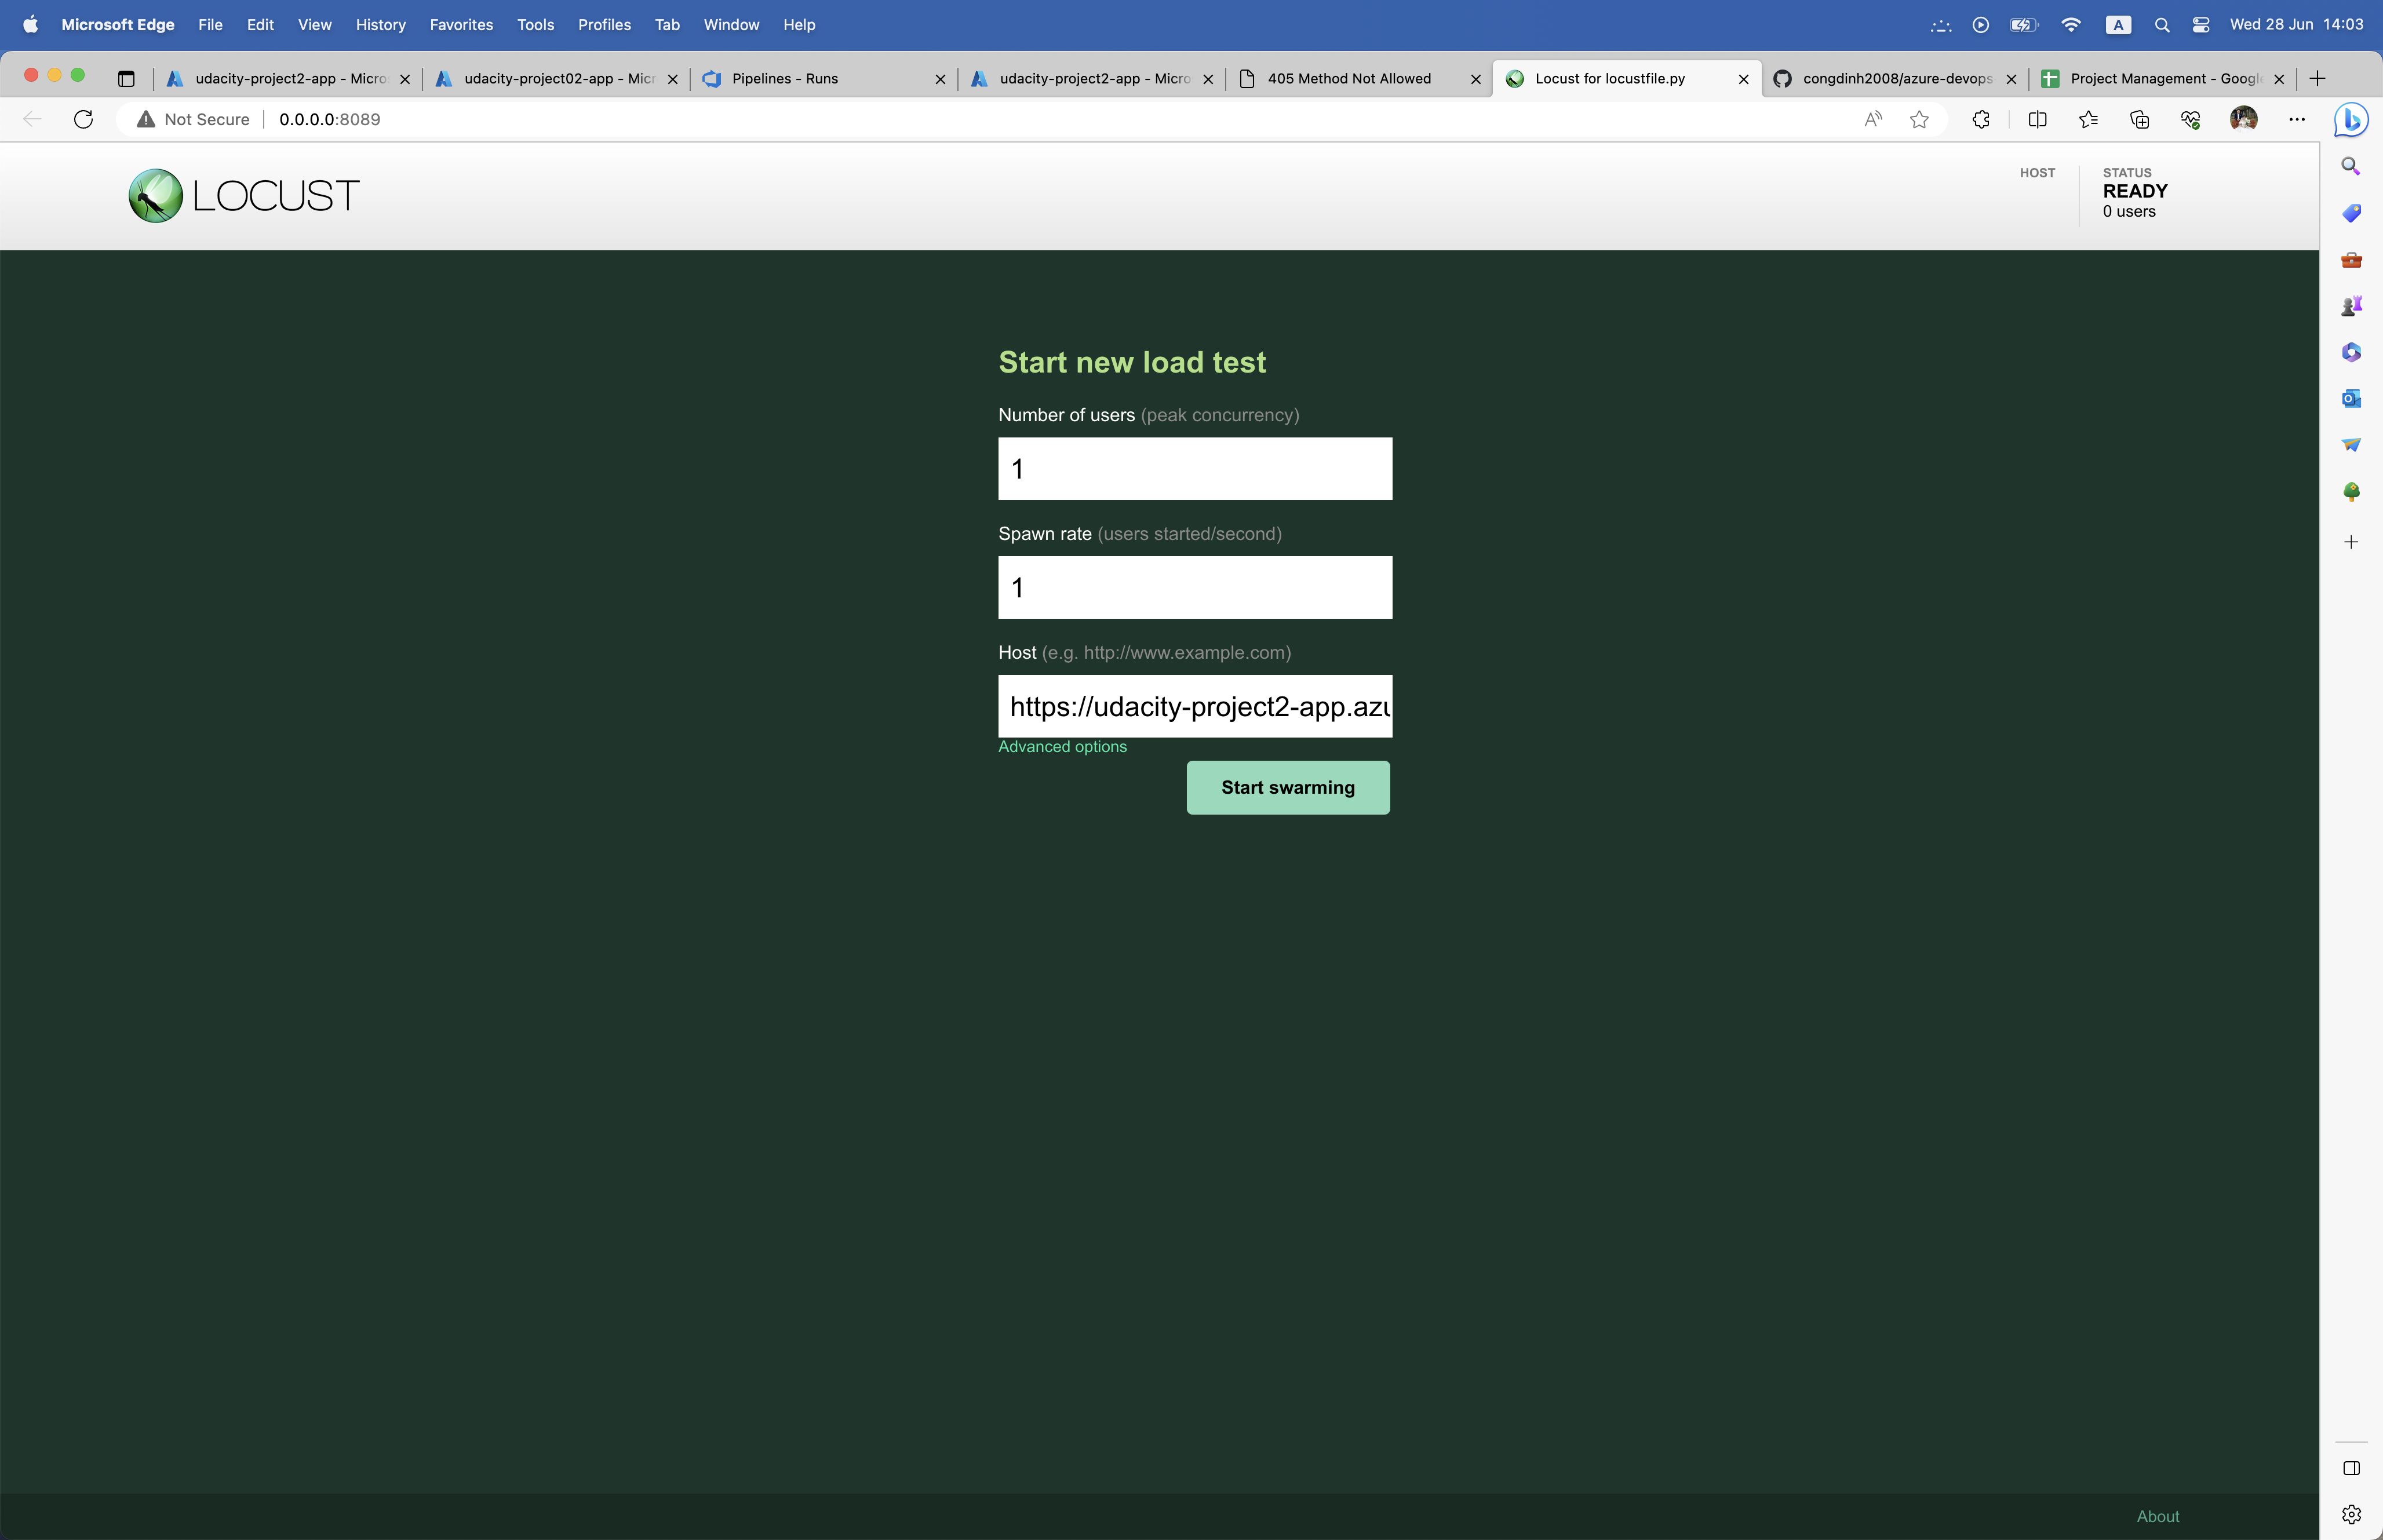 Microsoft Edge File Edit View History Favorites Tools Profiles Tab Window Help A Wed 28 Jun 14:03
udacity-project2-app - Micro udacity-project02-app - Micr Pipelines - Runs udacity-project2-app - Micro 405 Method Not Allowed Locust for locustfile.py congdinh2008/azure-devops Project Management - Google
Not Secure 0.0.0.0:8089
LOCUST
HOST
STATUS
READY
0 users
Start new load test
Number of users (peak concurrency)
1
Spawn rate (users started/second)
1
Host (e.g. http://www.example.com)
https://udacity-project2-app.azu
Advanced options
Start swarming
About